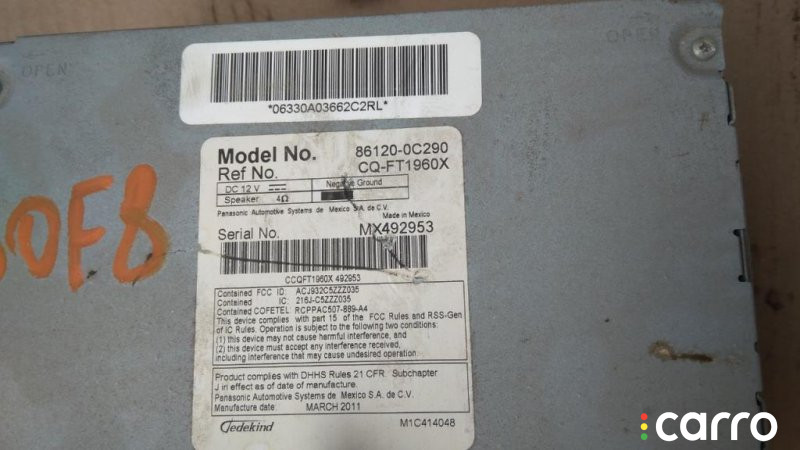 OPEN
OPEN
*06330A03662C2RL*
Model No. 86120-0C290
Ref No. CQ-FT1960X
DC 12 V Negative Ground
Speaker 4Ω
Panasonic Automotive Systems de Mexico S.A. de C.V.
Made in Mexico
Serial No. MX492953
CCQFT1960X 492953
Contained FCC ID: ACJ932C5ZZZ035
Contained IC: 216J-C5ZZZ035
Contained COFETEL: RCPPAC507-889-A4
This device complies with part 15 of the FCC Rules and RSS-Gen
of IC Rules. Operation is subject to the following two conditions:
(1) this device may not cause harmful interference, and
(2) this device must accept any interference received,
including interference that may cause undesired operation.
Product complies with DHHS Rules 21 CFR Subchapter
J in effect as of date of manufacture.
Panasonic Automotive Systems de Mexico S.A. de C.V.
Manufacture date: MARCH 2011
Jedekind M1C414048
0F8
carro